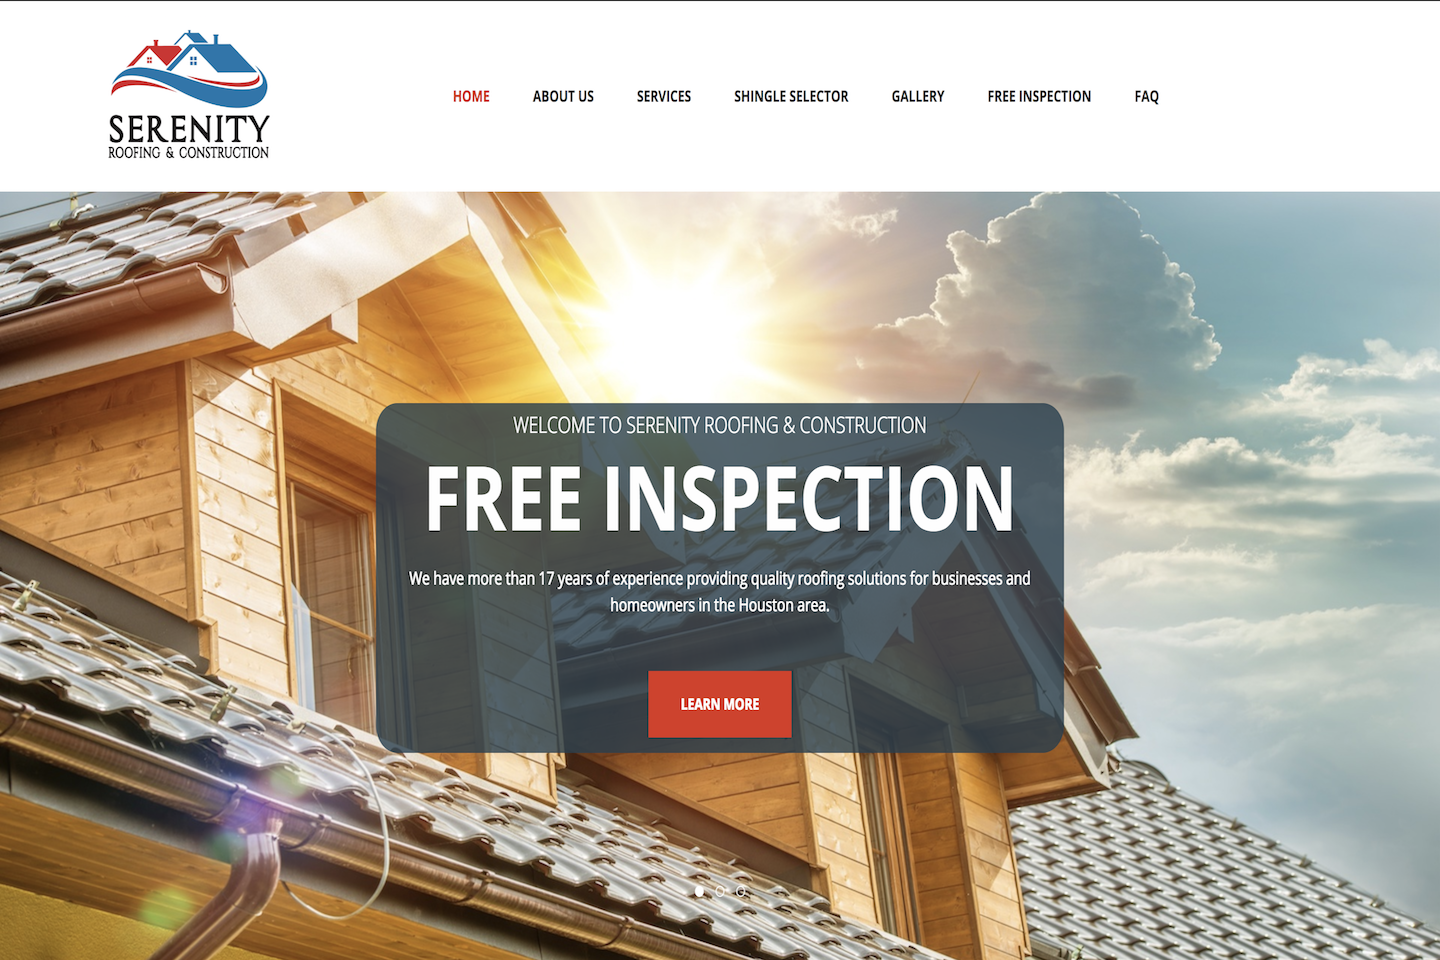 SERENITY
ROOFING & CONSTRUCTION
HOME
ABOUT US
SERVICES
SHINGLE SELECTOR
GALLERY
FREE INSPECTION
FAQ
WELCOME TO SERENITY ROOFING & CONSTRUCTION
FREE INSPECTION
We have more than 17 years of experience providing quality roofing solutions for businesses and
homeowners in the Houston area.
LEARN MORE